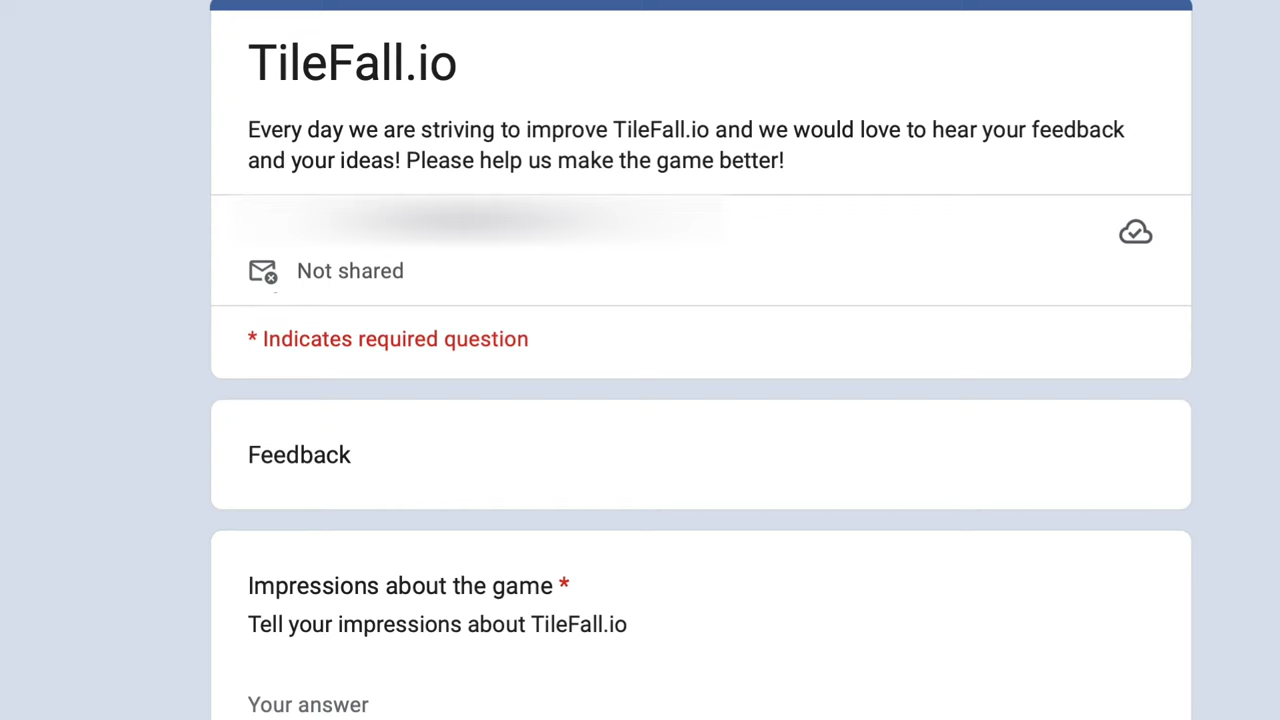 TileFall.io
Every day we are striving to improve TileFall.io and we would love to hear your feedback
and your ideas! Please help us make the game better!
Not shared
* Indicates required question
Feedback
Impressions about the game *
Tell your impressions about TileFall.io
Your answer